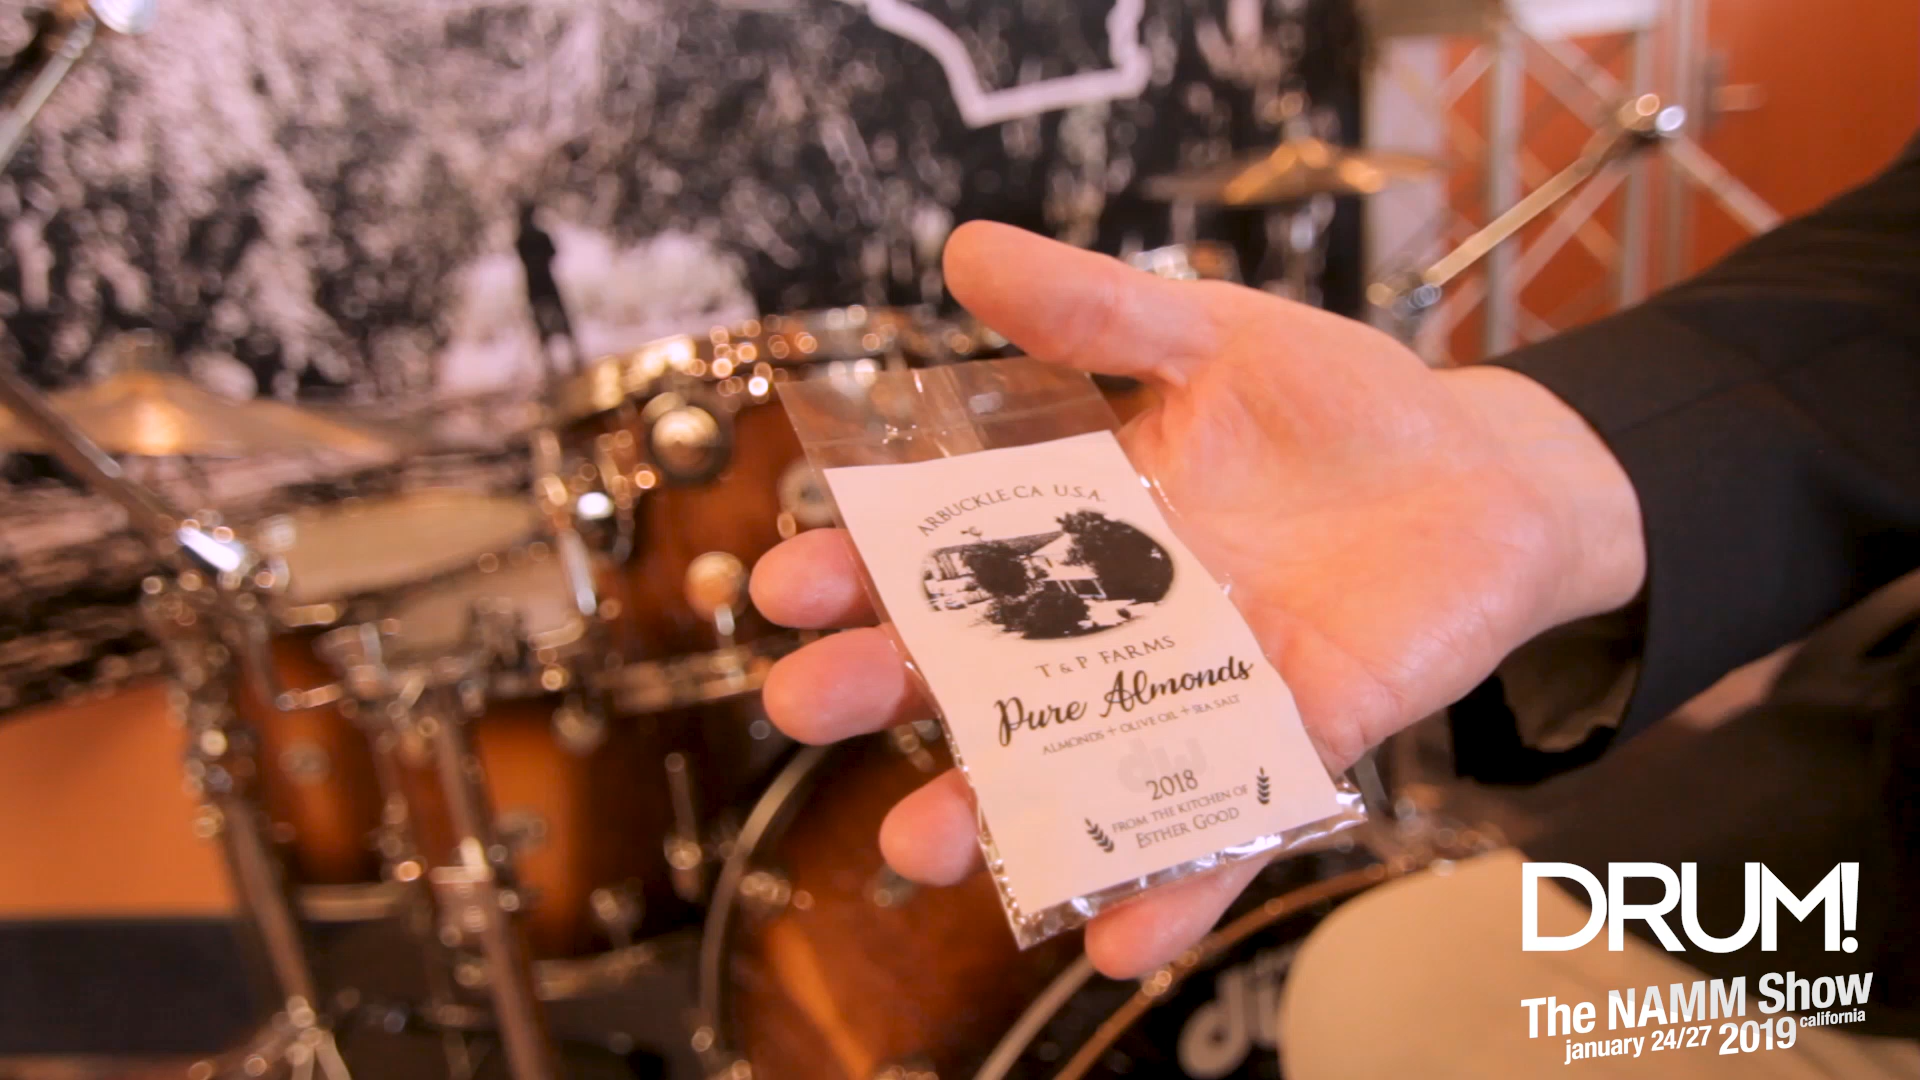 ARBUCKLE, CA U.S.A.
T & P FARMS
Pure Almonds
ALMONDS + OLIVE OIL + SEA SALT
dw
2018
FROM THE KITCHEN OF
ESTHER GOOD
DRUM!
The NAMM Show
california
january 24/27 2019